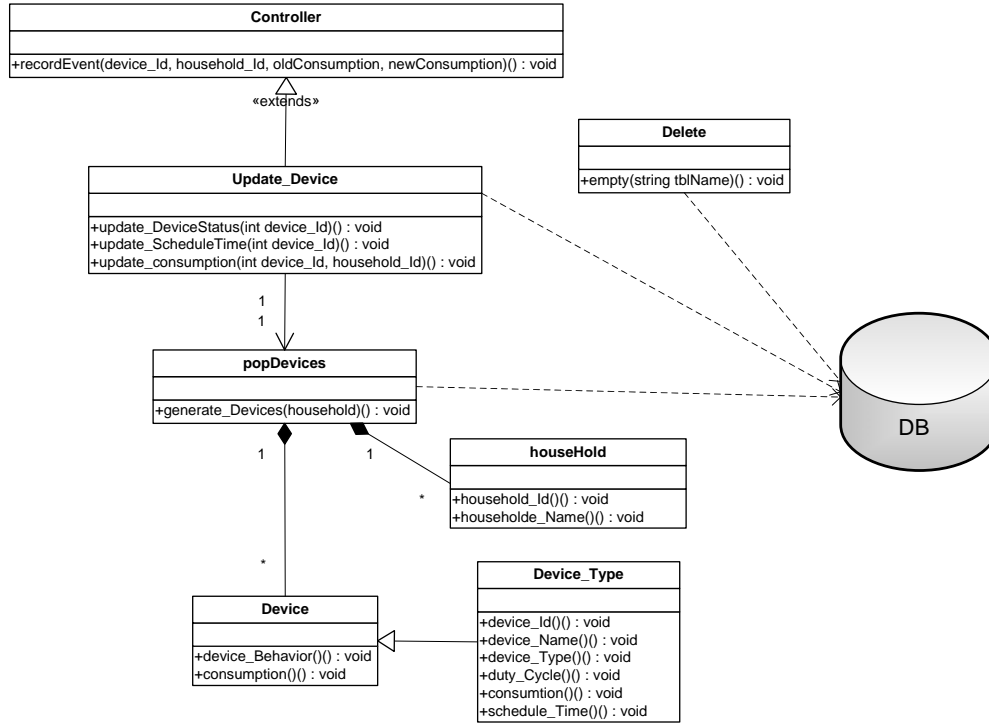 Controller
+recordEvent(device_Id, household_Id, oldConsumption, newConsumption)() : void
«extends»
Delete
+empty(string tblName)() : void
Update_Device
+update_DeviceStatus(int device_Id)() : void
+update_ScheduleTime(int device_Id)() : void
+update_consumption(int device_Id, household_Id)() : void
1
1
popDevices
+generate_Devices(household)() : void
DB
1
1
houseHold
+household_Id()() : void
+householde_Name()() : void
*
*
Device_Type
+device_Id()() : void
+device_Name()() : void
+device_Type()() : void
+duty_Cycle()() : void
+consumtion()() : void
+schedule_Time()() : void
Device
+device_Behavior()() : void
+consumption()() : void